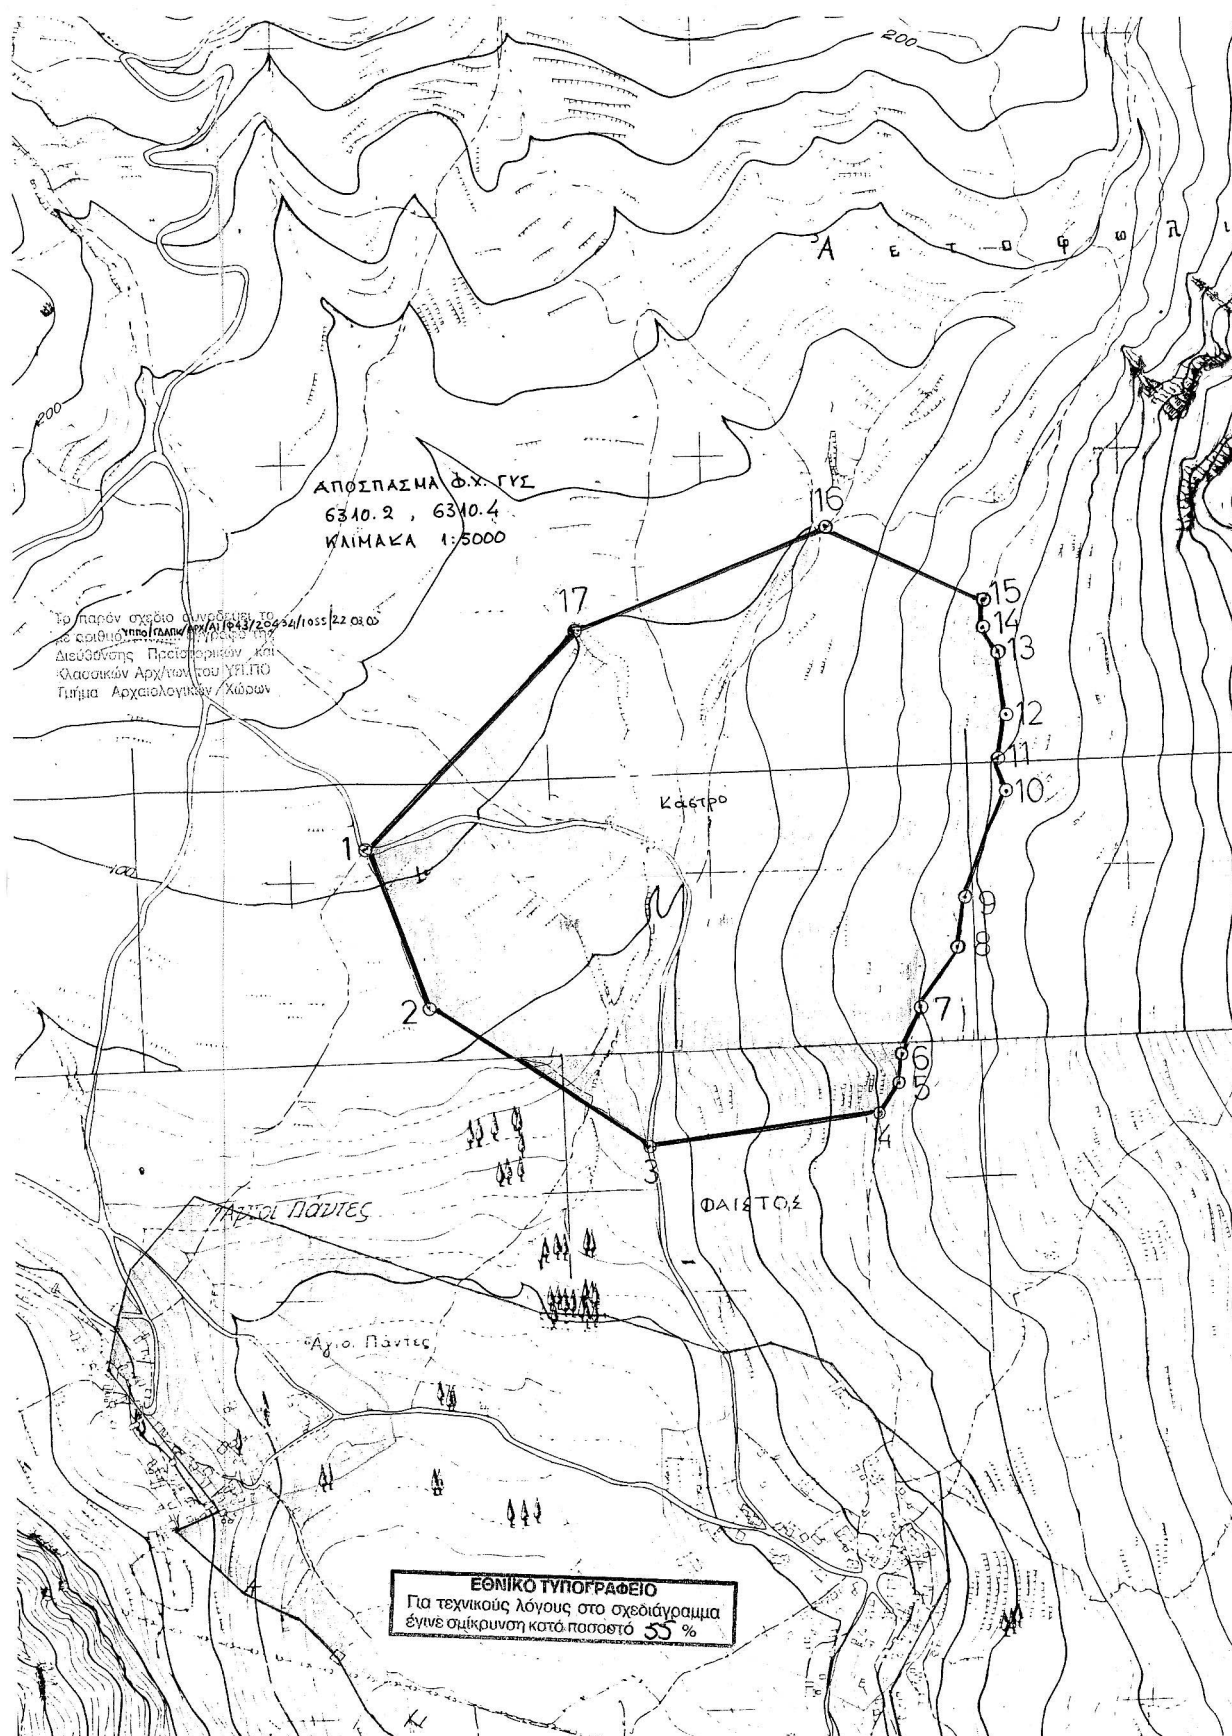 200
Ἀετοφωλι
200
ΑΠΟΣΠΑΣΜΑ Φ.Χ. ΓΥΣ
6310.2 , 6310.4
ΚΛΙΜΑΚΑ 1:5000
16
15
17
14
13
Το παρόν σχέδιο συνοδεύει το
Διεύθυνσης Προϊστορικών και
Κλασσικών Αρχ/των του ΥΠ.ΠΟ
Τμήμα Αρχαιολογικών Χώρων
12
11
10
Κάστρο
1
100
9
8
2
7
6
5
4
3
Ἅγιοι Πάντες
ΦΑΙΣΤΟΣ
Ἅγιο. Πάντες
ΕΘΝΙΚΟ ΤΥΠΟΓΡΑΦΕΙΟ
Για τεχνικούς λόγους στο σχεδιάγραμμα
έγινε σμίκρυνση κατά ποσοστό 55 %